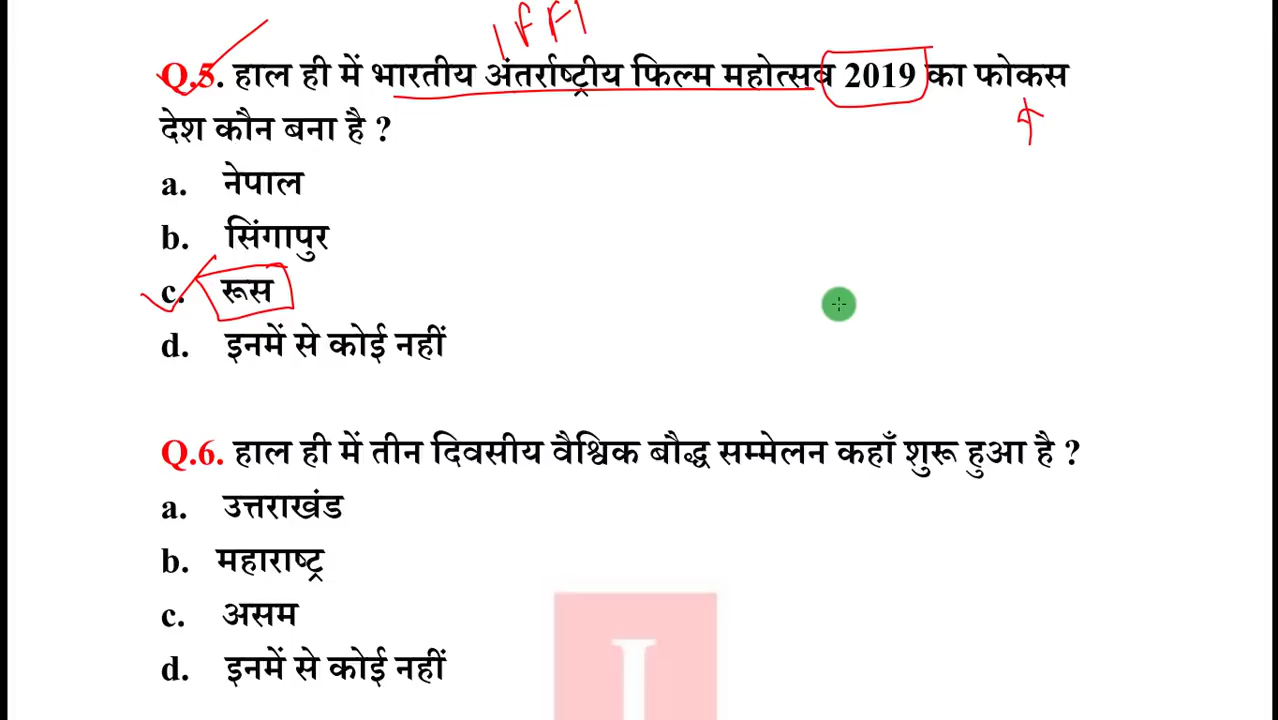 IFFI
Q.5. हाल ही में भारतीय अंतर्राष्ट्रीय फिल्म महोत्सव 2019 का फोकस
देश कौन बना है ?
a. नेपाल
b. सिंगापुर
c. रूस
d. इनमें से कोई नहीं
Q.6. हाल ही में तीन दिवसीय वैश्विक बौद्ध सम्मेलन कहाँ शुरू हुआ है ?
a. उत्तराखंड
b. महाराष्ट्र
c. असम
d. इनमें से कोई नहीं